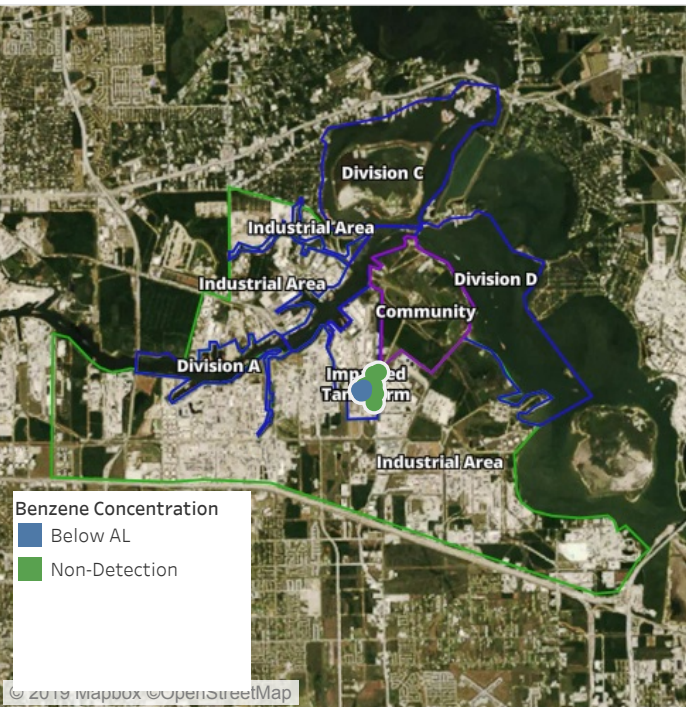 Division C
Industrial Area
Division D
Industrial Area
Community
Division A
Industrial Area
Benzene Concentration
Below AL
Non-Detection
© 2019 Mapbox ©OpenStreetMap